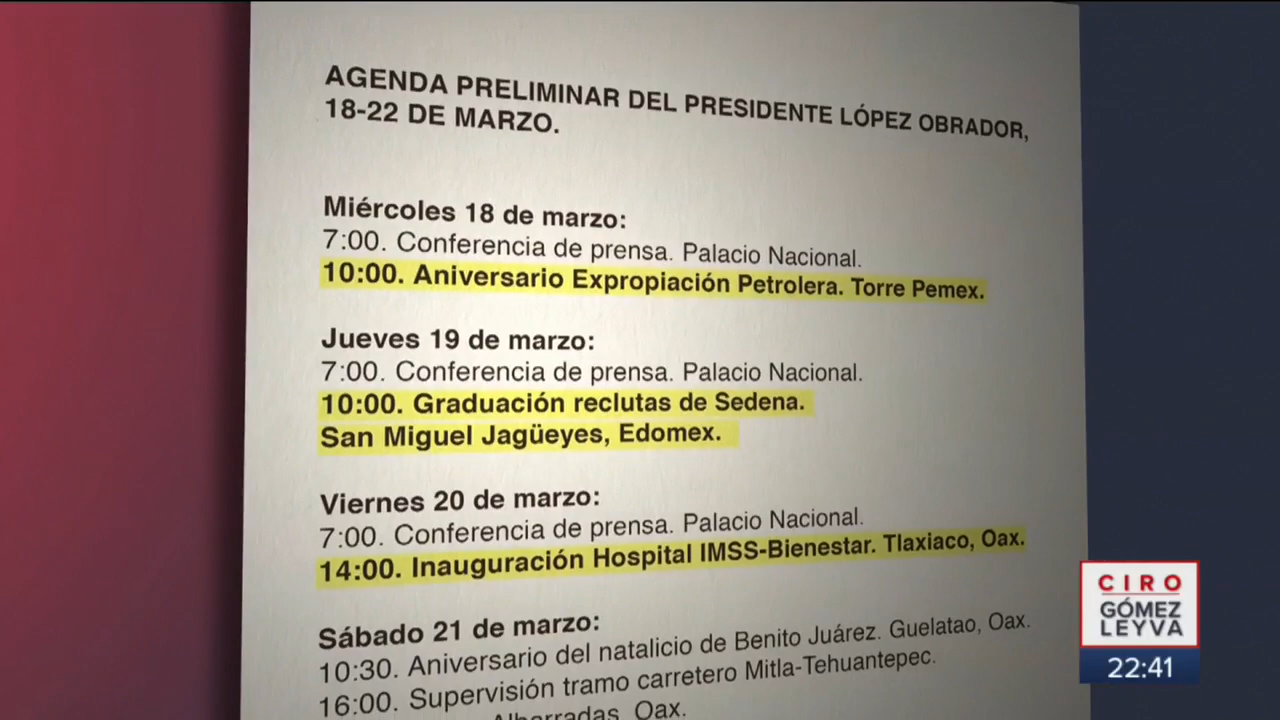 AGENDA PRELIMINAR DEL PRESIDENTE LÓPEZ OBRADOR,
18-22 DE MARZO.
Miércoles 18 de marzo:
7:00. Conferencia de prensa. Palacio Nacional.
10:00. Aniversario Expropiación Petrolera. Torre Pemex.
Jueves 19 de marzo:
7:00. Conferencia de prensa. Palacio Nacional.
10:00. Graduación reclutas de Sedena.
San Miguel Jagüeyes, Edomex.
Viernes 20 de marzo:
7:00. Conferencia de prensa. Palacio Nacional.
14:00. Inauguración Hospital IMSS-Bienestar. Tlaxiaco, Oax.
Sábado 21 de marzo:
10:30. Aniversario del natalicio de Benito Juárez. Guelatao, Oax.
16:00. Supervisión tramo carretero Mitla-Tehuantepec.
Albarradas, Oax.
CIRO
GÓMEZ
LEYVA
22:41